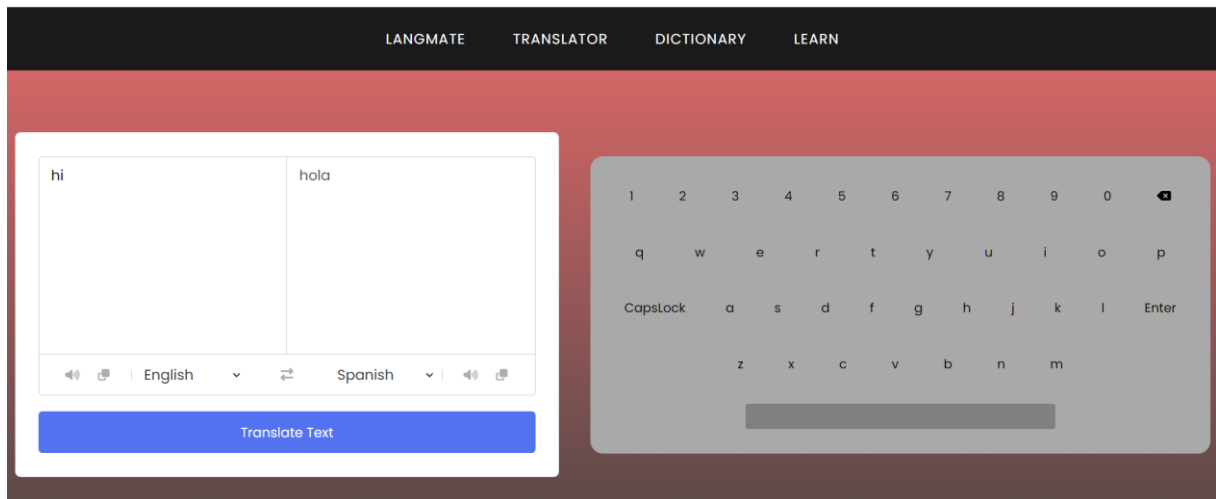 LANGMATE TRANSLATOR DICTIONARY LEARN
hi
hola
English
Spanish
Translate Text
1 2 3 4 5 6 7 8 9 0
q w e r t y u i o p
CapsLock a s d f g h j k l Enter
z x c v b n m